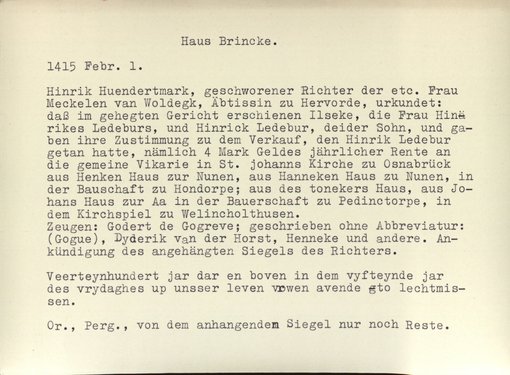 Haus Brincke.
1415 Febr. 1.
Hinrik Huendertmark, geschworener Richter der etc. Frau
Meckelen van Woldegk, Äbtissin zu Hervorde, urkundet:
daß im gehegten Gericht erschienen Ilseke, die Frau Hin
rikes Ledeburs, und Hinrick Ledebur, deider Sohn, und ga-
ben ihre Zustimmung zu dem Verkauf, den Hinrik Ledebur
getan hatte, nämlich 4 Mark Geldes jährlicher Rente an
die gemeine Vikarie in St. johanns Kirche zu Osnabrück
aus Henken Haus zur Nunen, aus Hanneken Haus zu Nunen, in
der Bauschaft zu Hondorpe; aus des tonekers Haus, aus Jo-
hans Haus zur Aa in der Bauerschaft zu Pedinctorpe, in
dem Kirchspiel zu Welincholthusen.
Zeugen: Godert de Gogreve; geschrieben ohne Abbreviatur:
(Gogue), Dyderik van der Horst, Henneke und andere. An-
kündigung des angehängten Siegels des Richters.
Veerteynhundert jar dar en boven in dem vyfteynde jar
des vrydaghes up unsser leven vrwen avende gto lechtmis-
sen.
Or., Perg., von dem anhangendem Siegel nur noch Reste.